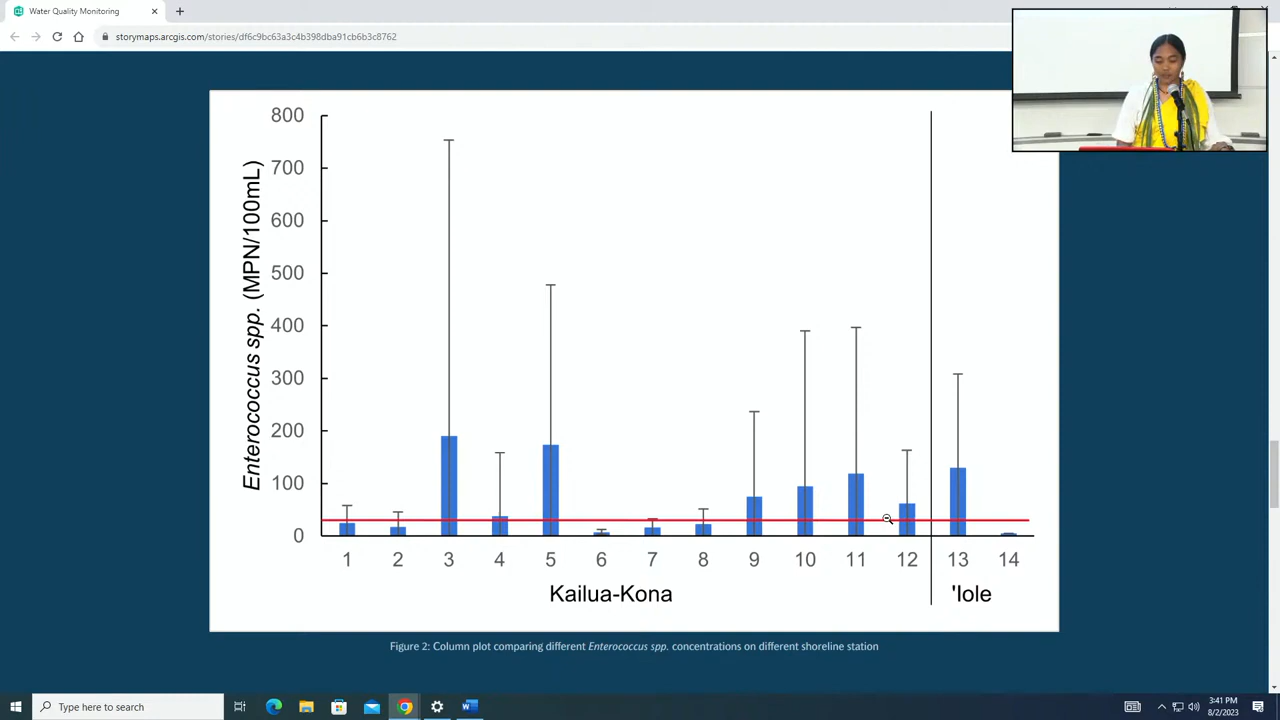 Water Quality Monitoring
storymaps.arcgis.com/stories/df6c9bc63a3c4b398dba91cb6b3c8762
Enterococcus spp. (MPN/100mL)
800
700
600
500
400
300
200
100
0
1 2 3 4 5 6 7 8 9 10 11 12 13 14
Kailua-Kona 'Iole
Figure 2: Column plot comparing different Enterococcus spp. concentrations on different shoreline station
Type here to search
3:41 PM
8/2/2023